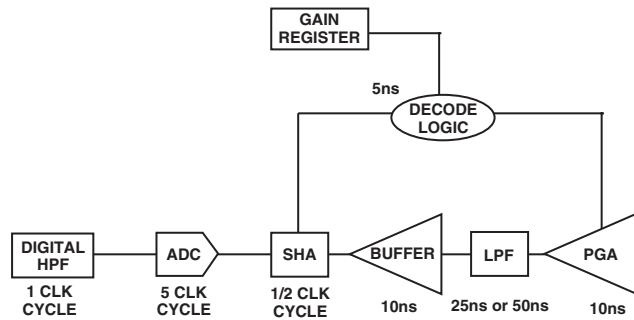 GAIN
REGISTER
5ns
DECODE
LOGIC
DIGITAL
HPF
ADC
SHA
BUFFER
LPF
PGA
1 CLK
CYCLE
5 CLK
CYCLE
1/2 CLK
CYCLE
10ns
25ns or 50ns
10ns